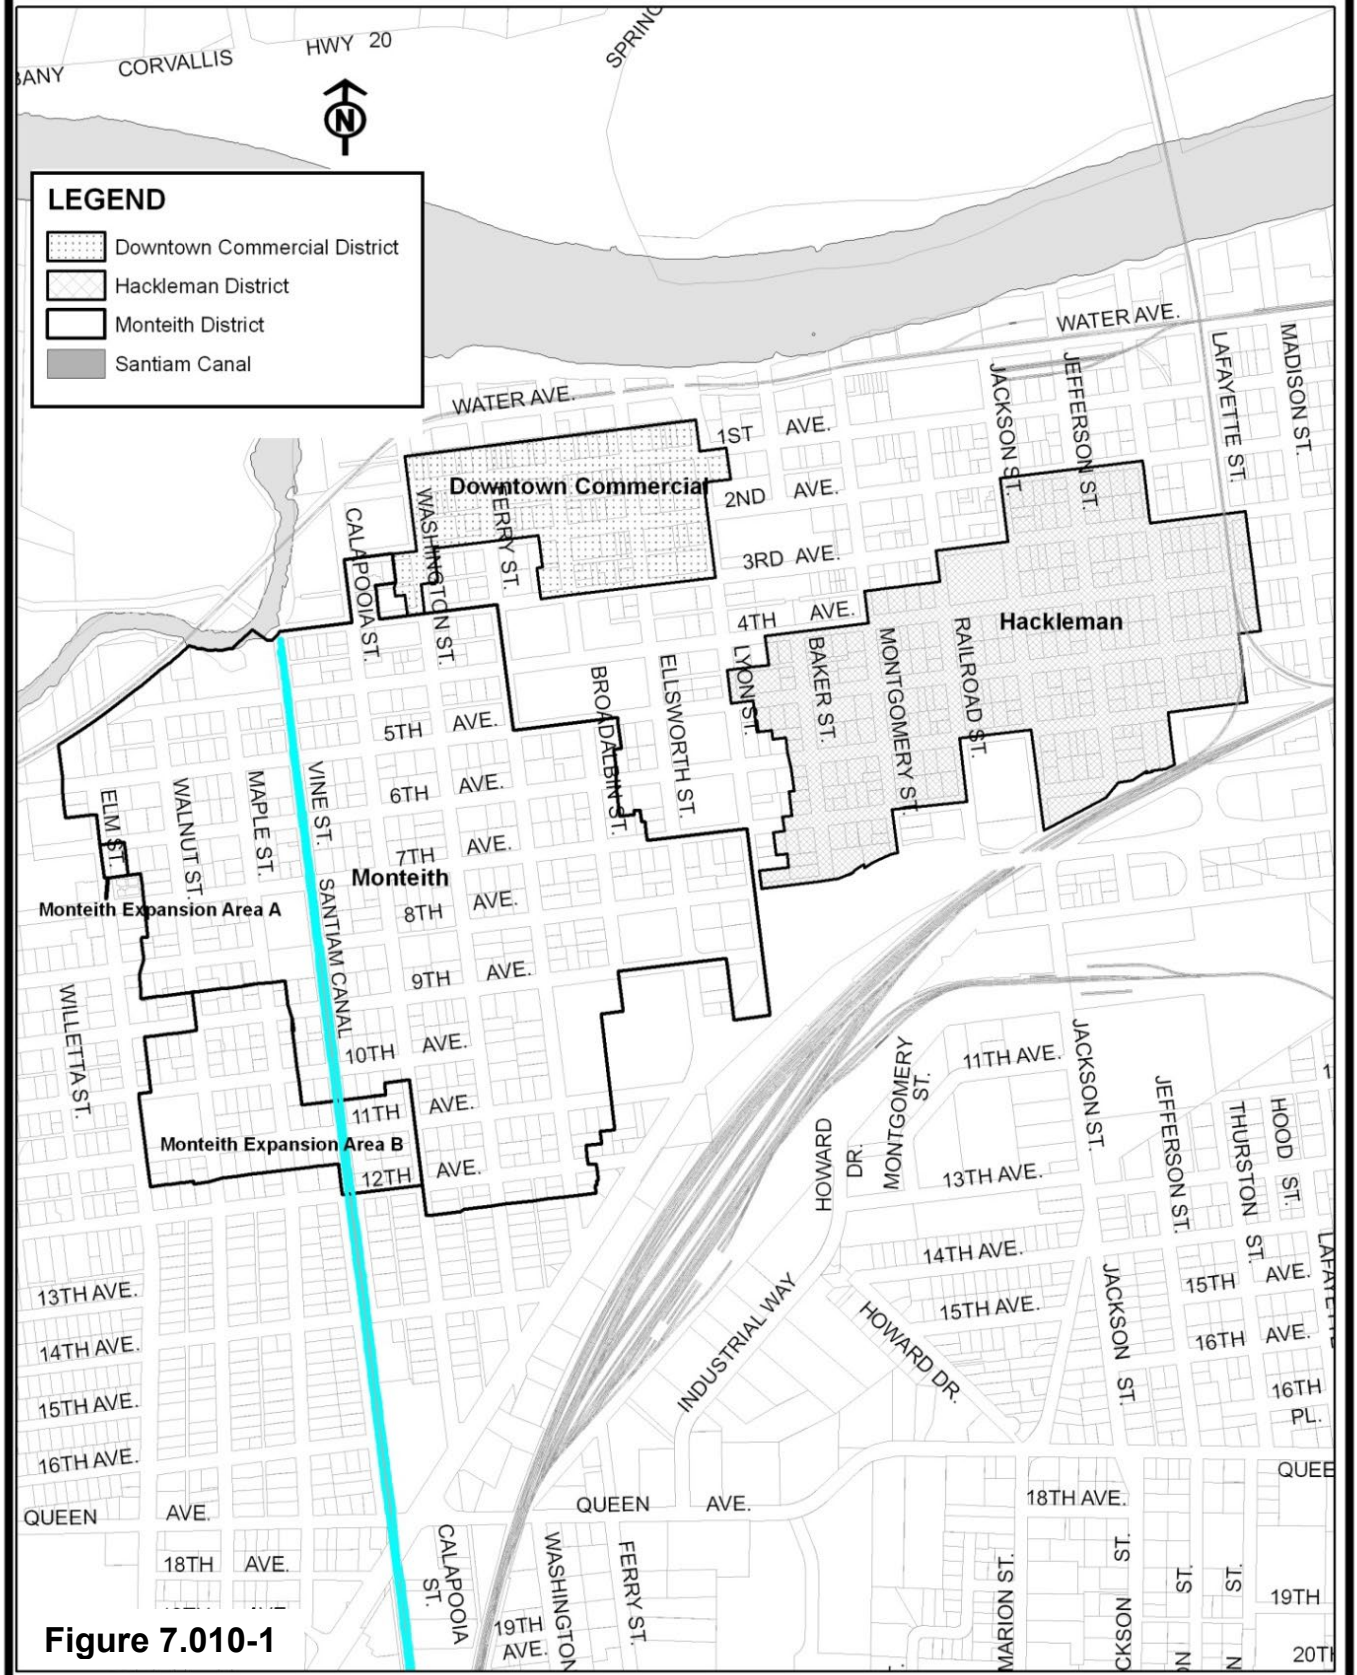 BANY CORVALLIS HWY 20
SPRING
N
LEGEND
Downtown Commercial District
Hackleman District
Monteith District
Santiam Canal
WATER AVE.
WATER AVE.
JACKSON ST.
JEFFERSON ST.
LAFAYETTE ST.
MADISON ST.
1ST AVE.
Downtown Commercial
2ND AVE.
CALAPOOIA ST.
WASHINGTON ST.
FERRY ST.
3RD AVE.
4TH AVE.
Hackleman
LYON ST.
BAKER ST.
MONTGOMERY ST.
RAILROAD ST.
BROADALBIN ST.
ELLSWORTH ST.
5TH AVE.
6TH AVE.
ELM ST.
WALNUT ST.
MAPLE ST.
VINE ST.
7TH AVE.
Monteith
8TH AVE.
Monteith Expansion Area A
SANTIAM CANAL
9TH AVE.
WILLETTA ST.
10TH AVE.
11TH AVE.
Monteith Expansion Area B
12TH AVE.
MONTGOMERY ST.
11TH AVE.
JACKSON ST.
JEFFERSON ST.
THURSTON ST.
HOOD ST.
1
HOWARD DR.
13TH AVE.
14TH AVE.
15TH AVE.
LAFAYETTE
15TH AVE.
16TH AVE.
16TH PL.
JACKSON ST.
HOWARD DR.
INDUSTRIAL WAY
13TH AVE.
14TH AVE.
15TH AVE.
16TH AVE.
QUEEN AVE.
QUEEN AVE.
QUEE
18TH AVE.
18TH AVE.
CALAPOOIA ST.
WASHINGTON
FERRY ST.
MARION ST.
CKSON ST.
N ST.
N ST.
19TH AVE.
19TH
20TH
Figure 7.010-1